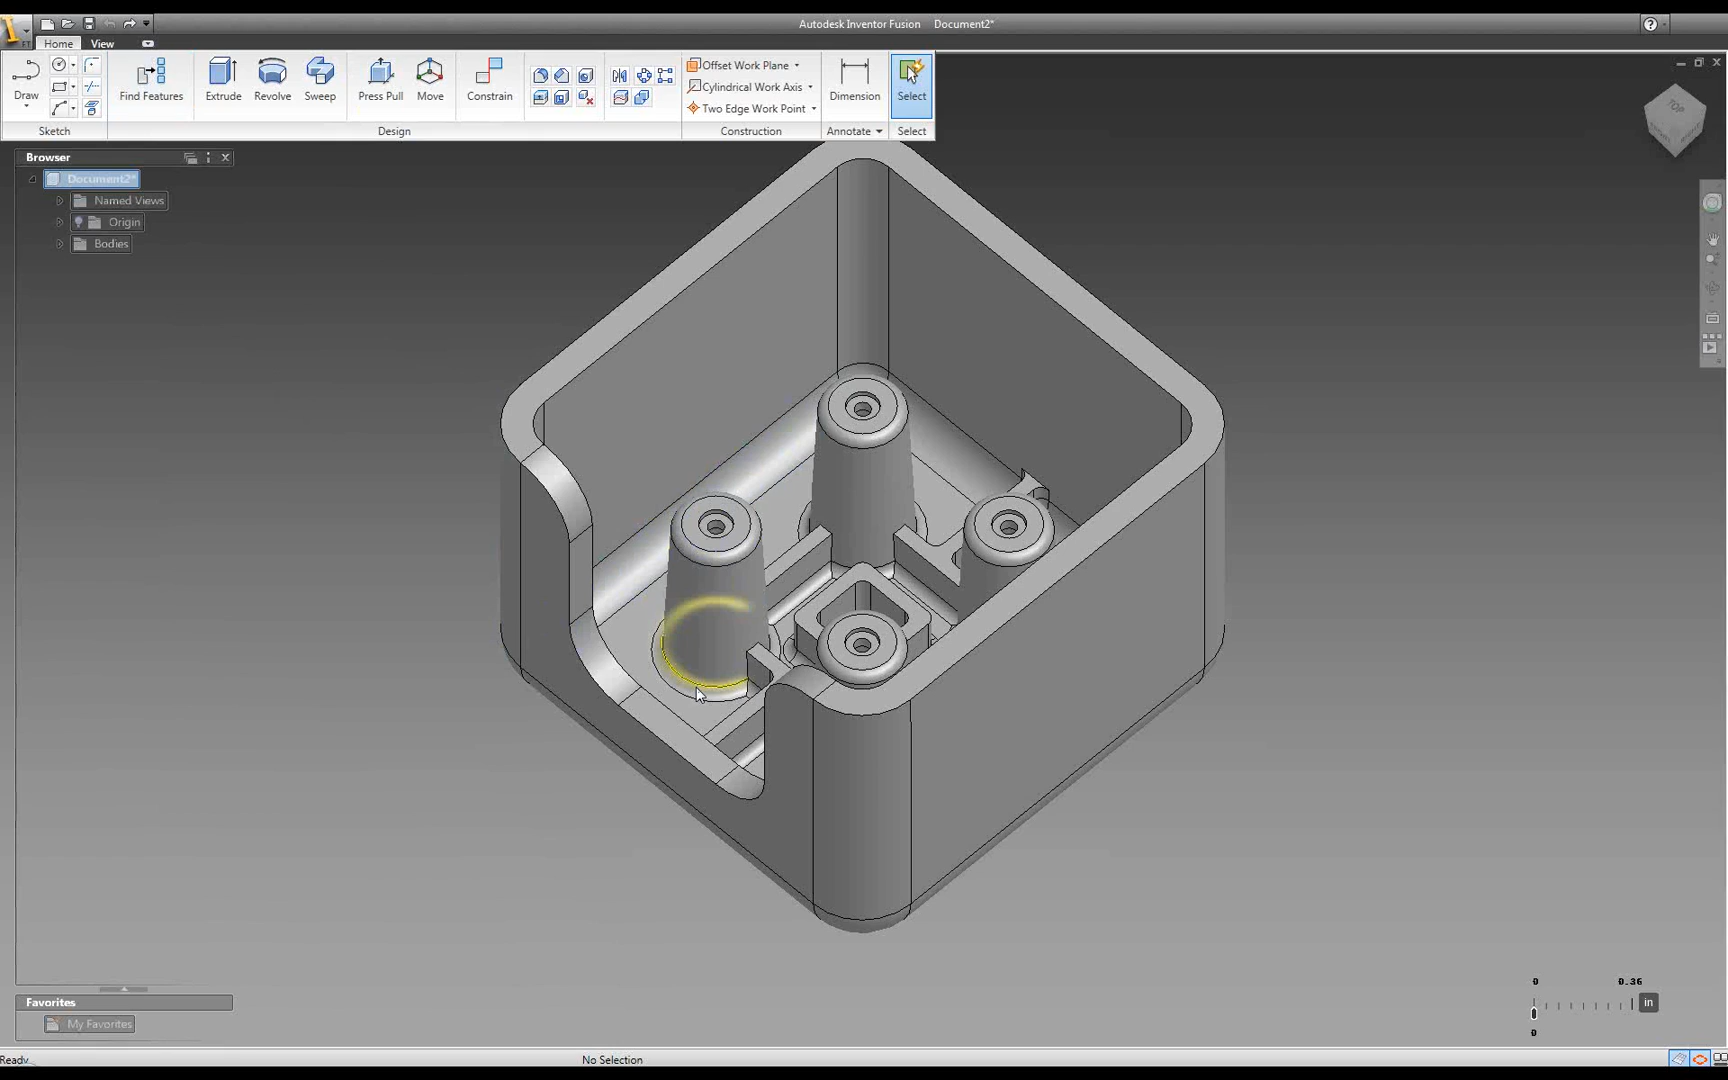 Autodesk Inventor Fusion Document2*
Home View
Draw
Find Features
Extrude
Revolve
Sweep
Press Pull
Move
Constrain
Offset Work Plane
Cylindrical Work Axis
Two Edge Work Point
Dimension
Select
Sketch
Design
Construction
Annotate
Select
Browser
Document2*
Named Views
Origin
Bodies
TOP
0 0.36
in
0
Favorites
My Favorites
Ready
No Selection